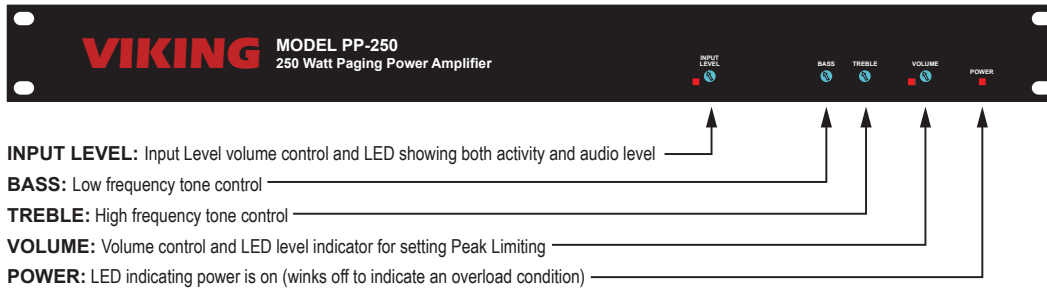 VIKING
MODEL PP-250
250 Watt Paging Power Amplifier
INPUT
LEVEL
BASS
TREBLE
VOLUME
POWER
INPUT LEVEL: Input Level volume control and LED showing both activity and audio level
BASS: Low frequency tone control
TREBLE: High frequency tone control
VOLUME: Volume control and LED level indicator for setting Peak Limiting
POWER: LED indicating power is on (winks off to indicate an overload condition)